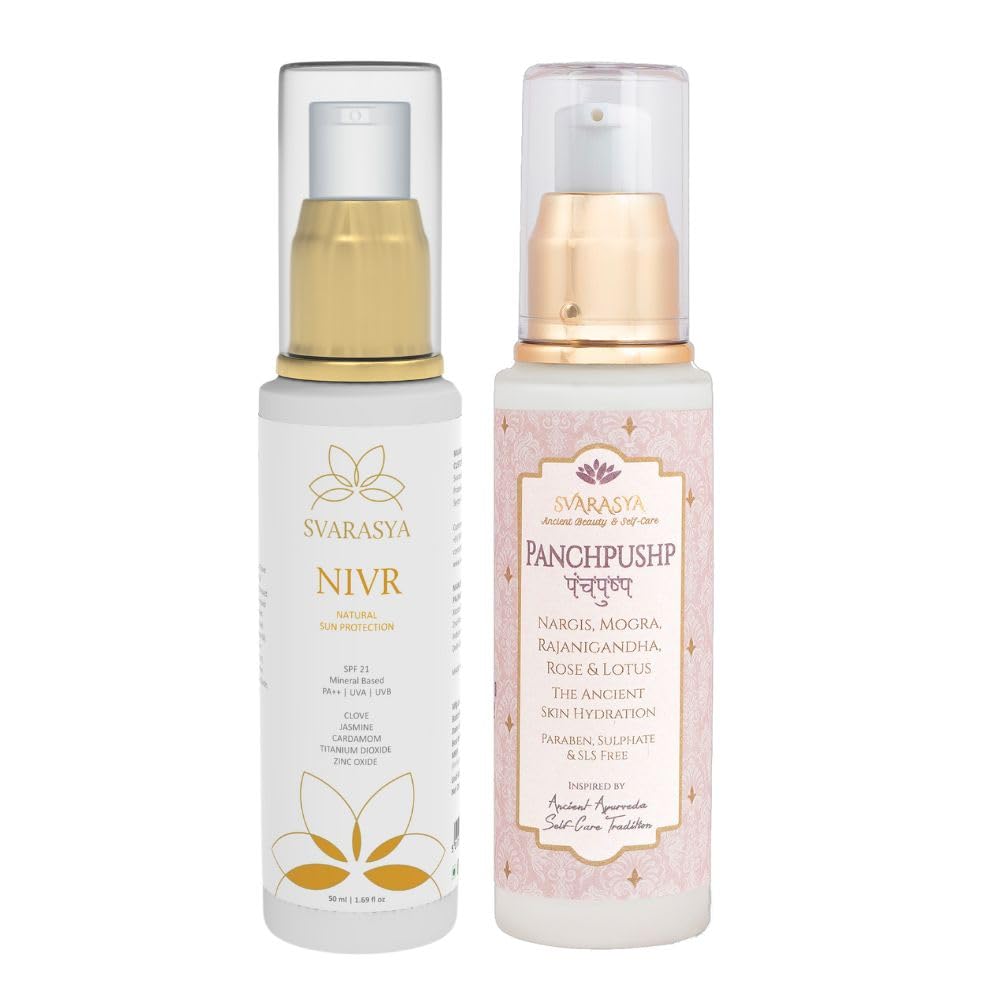 SVARASYA
NIVR
NATURAL
SUN PROTECTION
SPF 21
Mineral Based
PA++ | UVA | UVB
CLOVE
JASMINE
CARDAMOM
TITANIUM DIOXIDE
ZINC OXIDE
50 ml | 1.69 fl oz
SVARASYA
Ancient Beauty & Self-Care
PANCHPUSHP
पंचपुष्प
NARGIS, MOGRA,
RAJANIGANDHA,
ROSE & LOTUS
THE ANCIENT
SKIN HYDRATION
PARABEN, SULPHATE
& SLS FREE
INSPIRED BY
Ancient Ayurveda
Self-Care Tradition